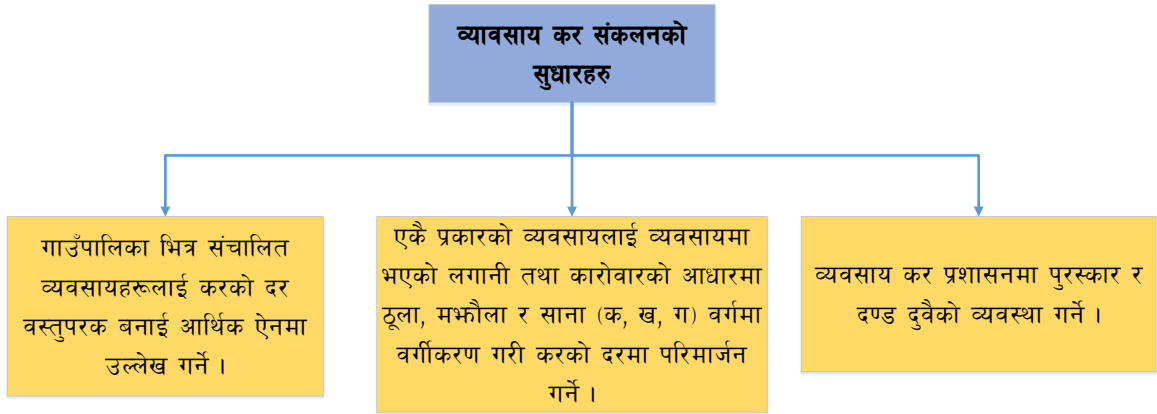 व्यावसाय कर संकलनको
सुधारहरु
गाउँपालिका भित्र संचालित
व्यवसायहरूलाई करको दर
वस्तुपरक बनाई आर्थिक ऐनमा
उल्लेख गर्ने ।
एकै प्रकारको व्यवसायलाई व्यवसायमा
भएको लगानी तथा कारोवारको आधारमा
ठूला, मझौला र साना (क, ख, ग) वर्गमा
वर्गीकरण गरी करको दरमा परिमार्जन
गर्ने ।
व्यवसाय कर प्रशासनमा पुरस्कार र
दण्ड दुवैको व्यवस्था गर्ने ।